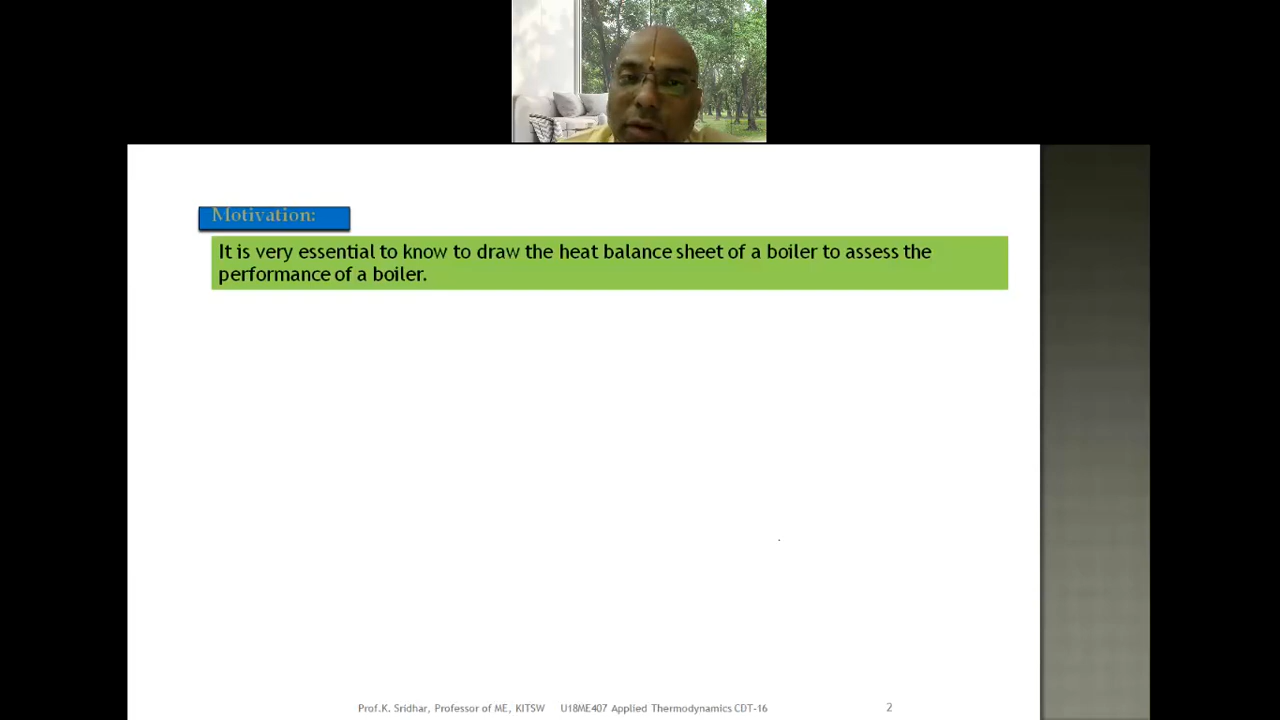 Motivation:
It is very essential to know to draw the heat balance sheet of a boiler to assess the
performance of a boiler.
Prof.K. Sridhar, Professor of ME, KITSW U18ME407 Applied Thermodynamics CDT-16 2